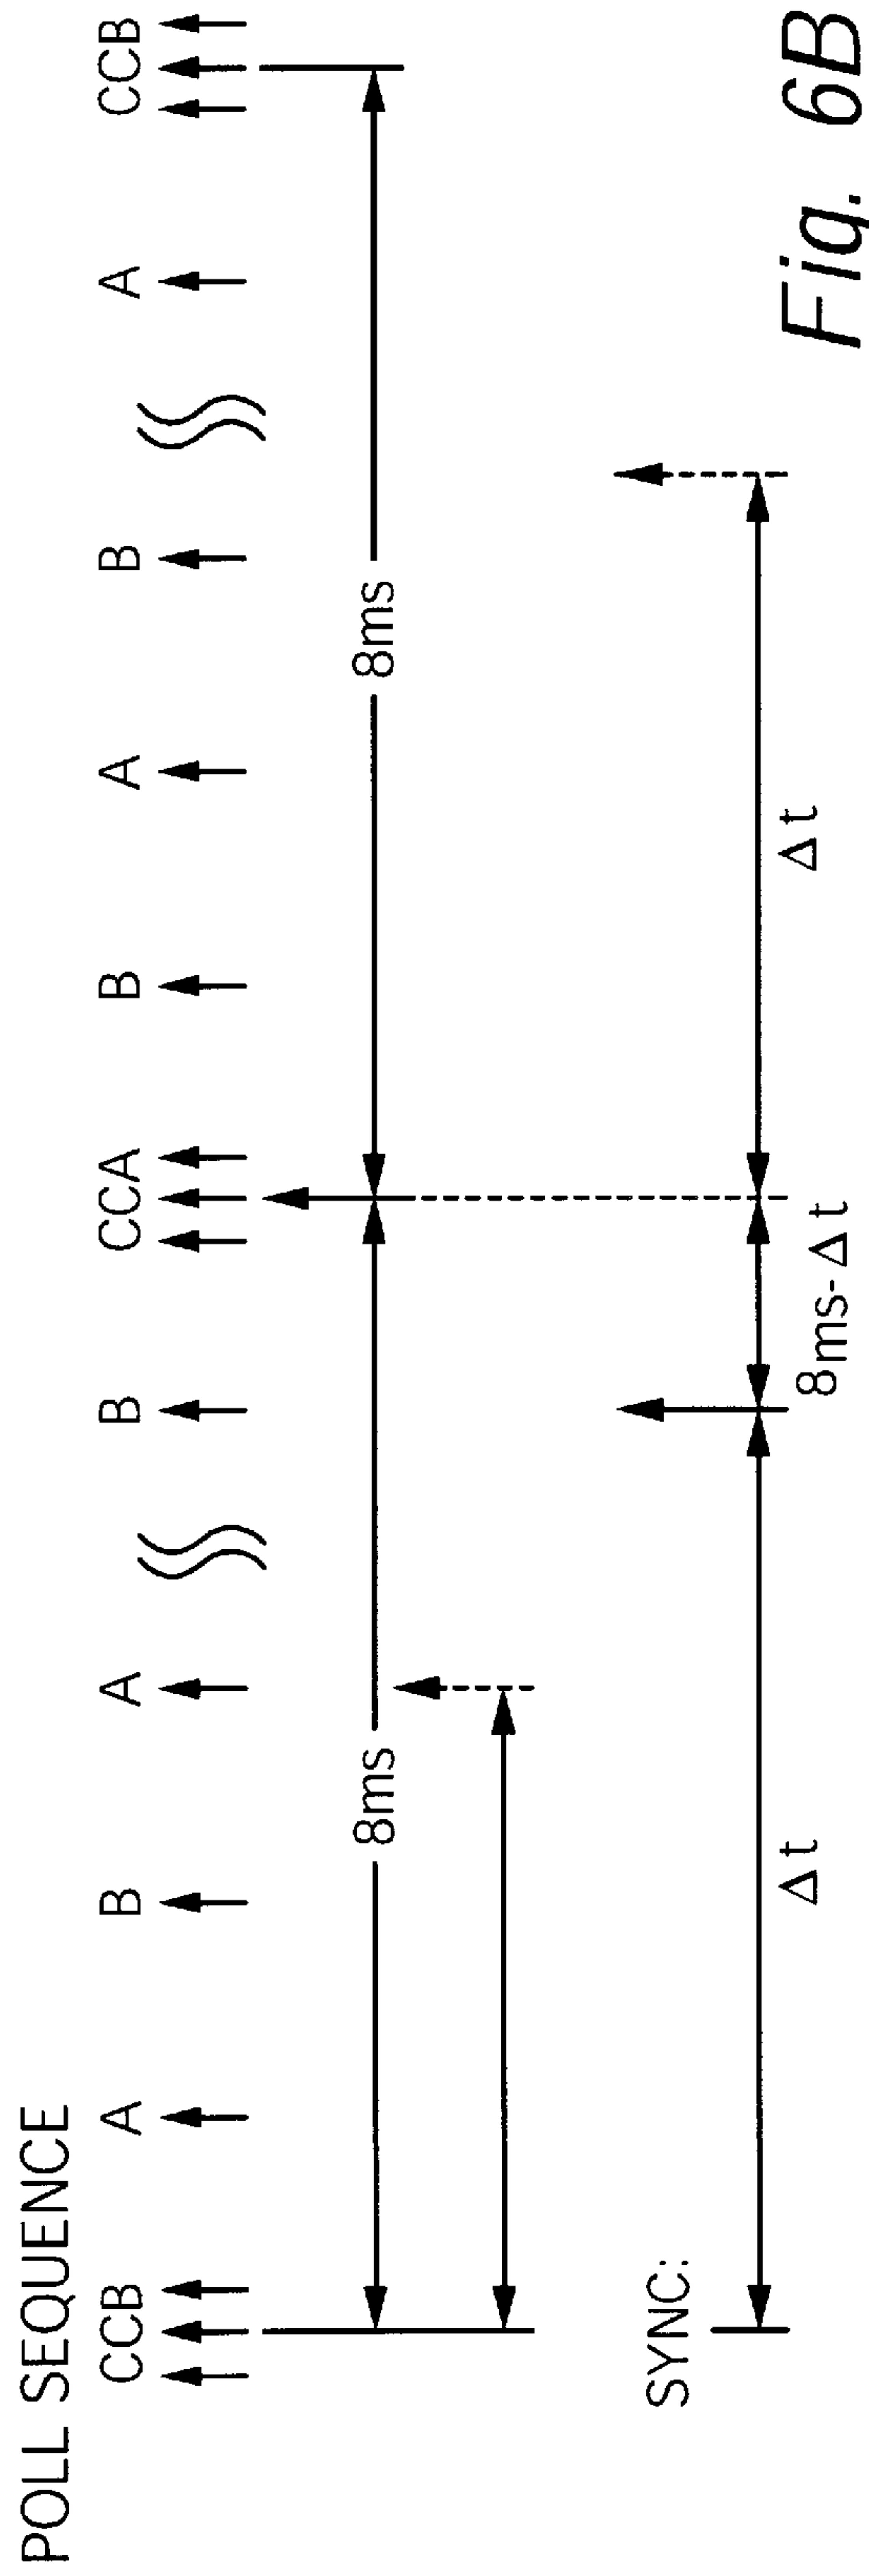 POLL SEQUENCE
CCB A B A B CCA B A B A CCB
8ms 8ms
SYNC:
Δt 8ms-Δt Δt
Fig. 6B